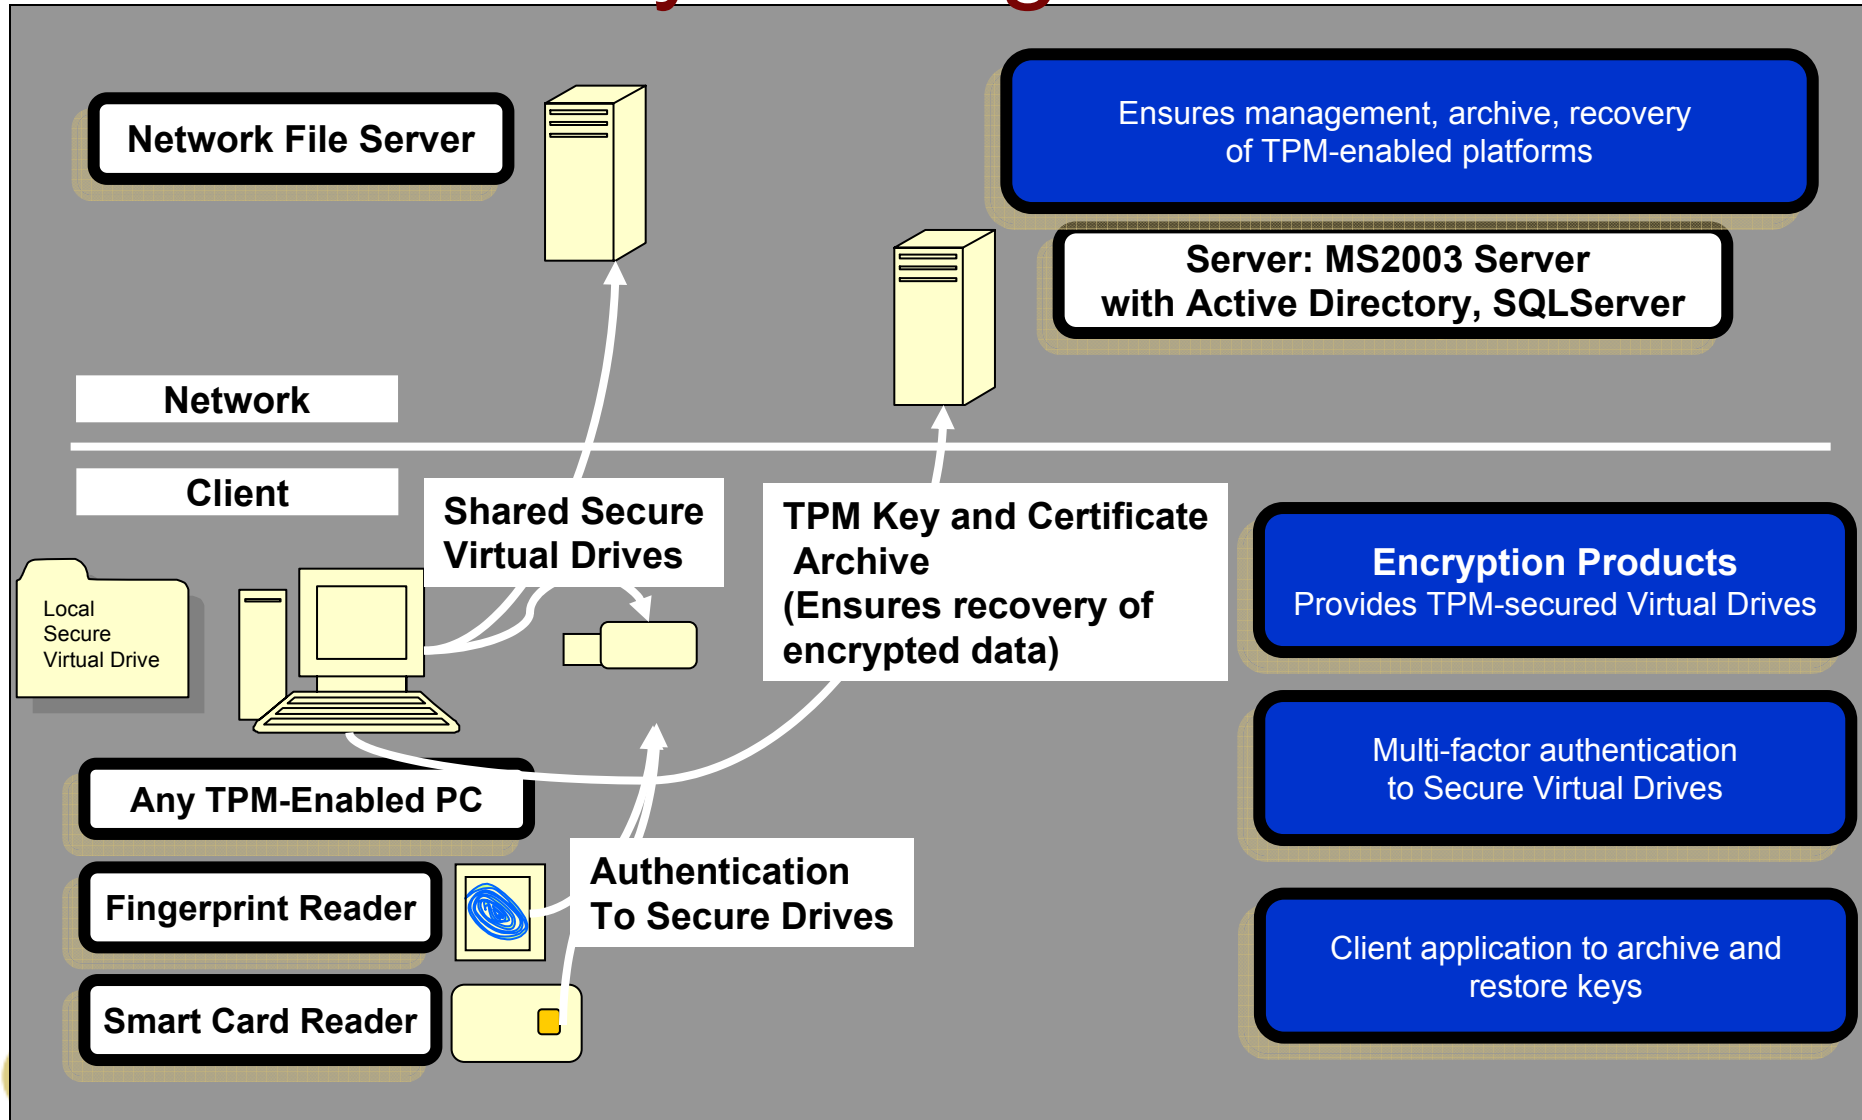 Network File Server
Ensures management, archive, recovery
of TPM-enabled platforms
Server: MS2003 Server
with Active Directory, SQLServer
Network
Client
Shared Secure
Virtual Drives
TPM Key and Certificate
Archive
(Ensures recovery of
encrypted data)
Encryption Products
Provides TPM-secured Virtual Drives
Local
Secure
Virtual Drive
Multi-factor authentication
to Secure Virtual Drives
Any TPM-Enabled PC
Authentication
To Secure Drives
Fingerprint Reader
Client application to archive and
restore keys
Smart Card Reader